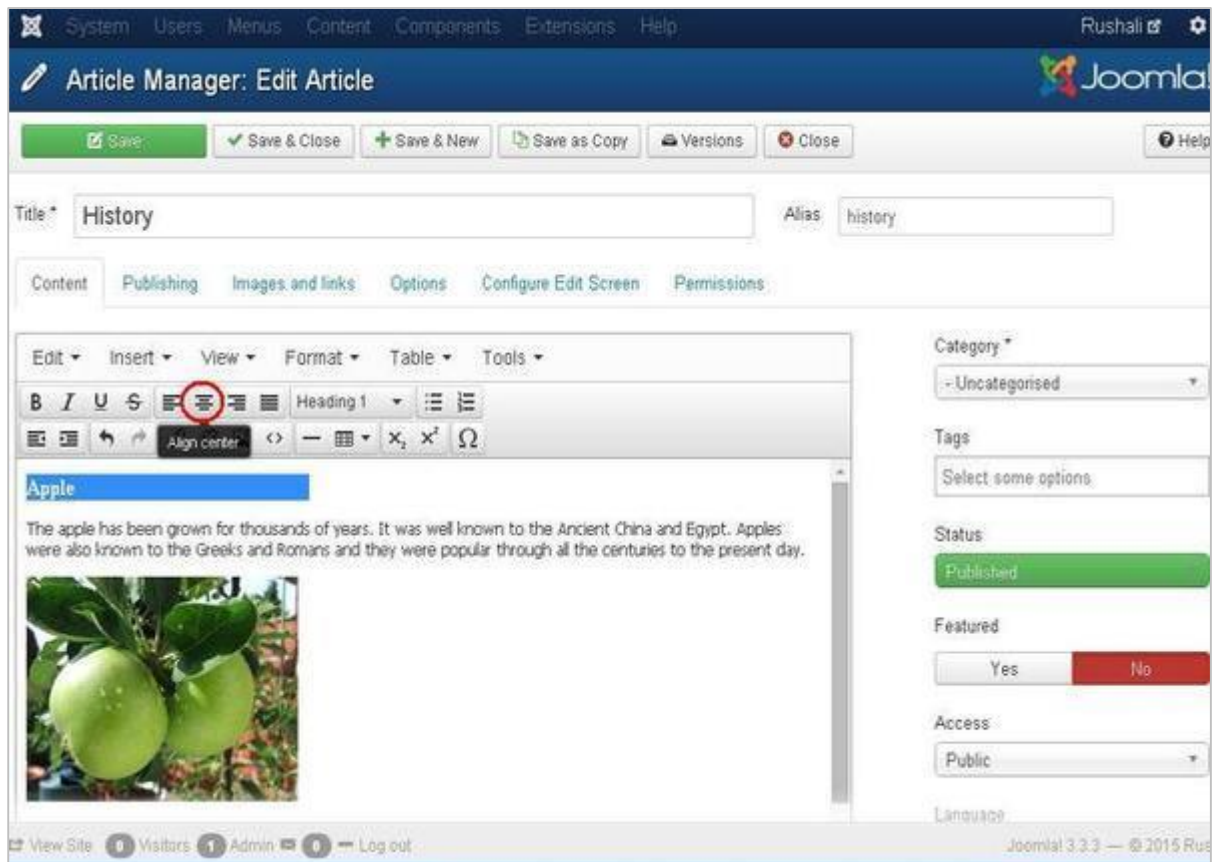 System Users Menus Content Components Extensions Help Rushali
Article Manager: Edit Article Joomla!
Save Save & Close Save & New Save as Copy Versions Close Help
Title * History Alias history
Content Publishing Images and links Options Configure Edit Screen Permissions
Edit Insert View Format Table Tools
B I U S Heading 1
Align center <> X₂ X² Ω
Apple
The apple has been grown for thousands of years. It was well known to the Ancient China and Egypt. Apples
were also known to the Greeks and Romans and they were popular through all the centuries to the present day.
Category *
- Uncategorised
Tags
Select some options
Status
Published
Featured
Yes No
Access
Public
Language
View Site 0 Visitors 1 Admin 0 Log out Joomla! 3.3.3 — © 2015 Rus